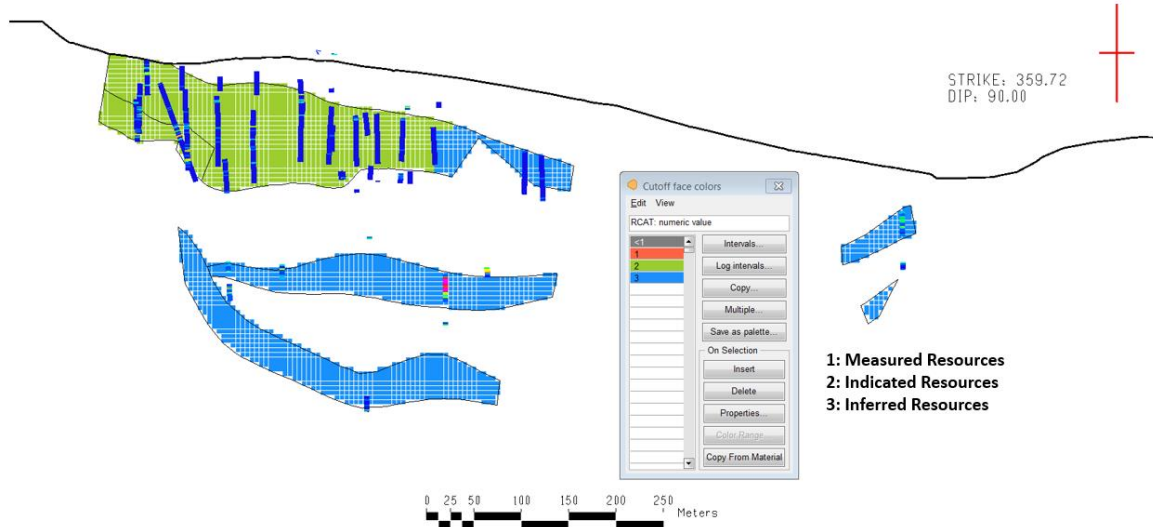 STRIKE: 359.72
DIP: 90.00
Cutoff face colors
Edit View
RCAT: numeric value
<1
1
2
3
Intervals...
Log intervals...
Copy...
Multiple...
Save as palette...
On Selection
Insert
Delete
Properties...
Color Range...
Copy From Material
1: Measured Resources
2: Indicated Resources
3: Inferred Resources
0 25 50 100 150 200 250
Meters